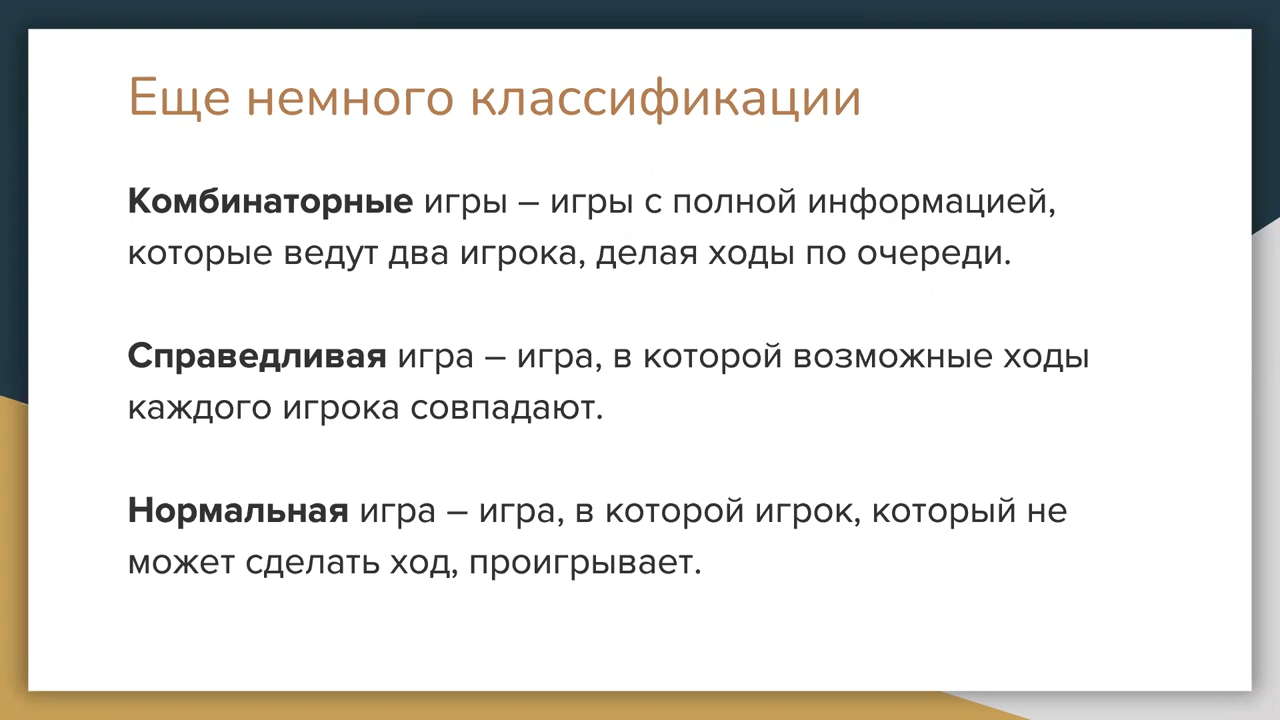 Еще немного классификации
Комбинаторные игры – игры с полной информацией,
которые ведут два игрока, делая ходы по очереди.
Справедливая игра – игра, в которой возможные ходы
каждого игрока совпадают.
Нормальная игра – игра, в которой игрок, который не
может сделать ход, проигрывает.